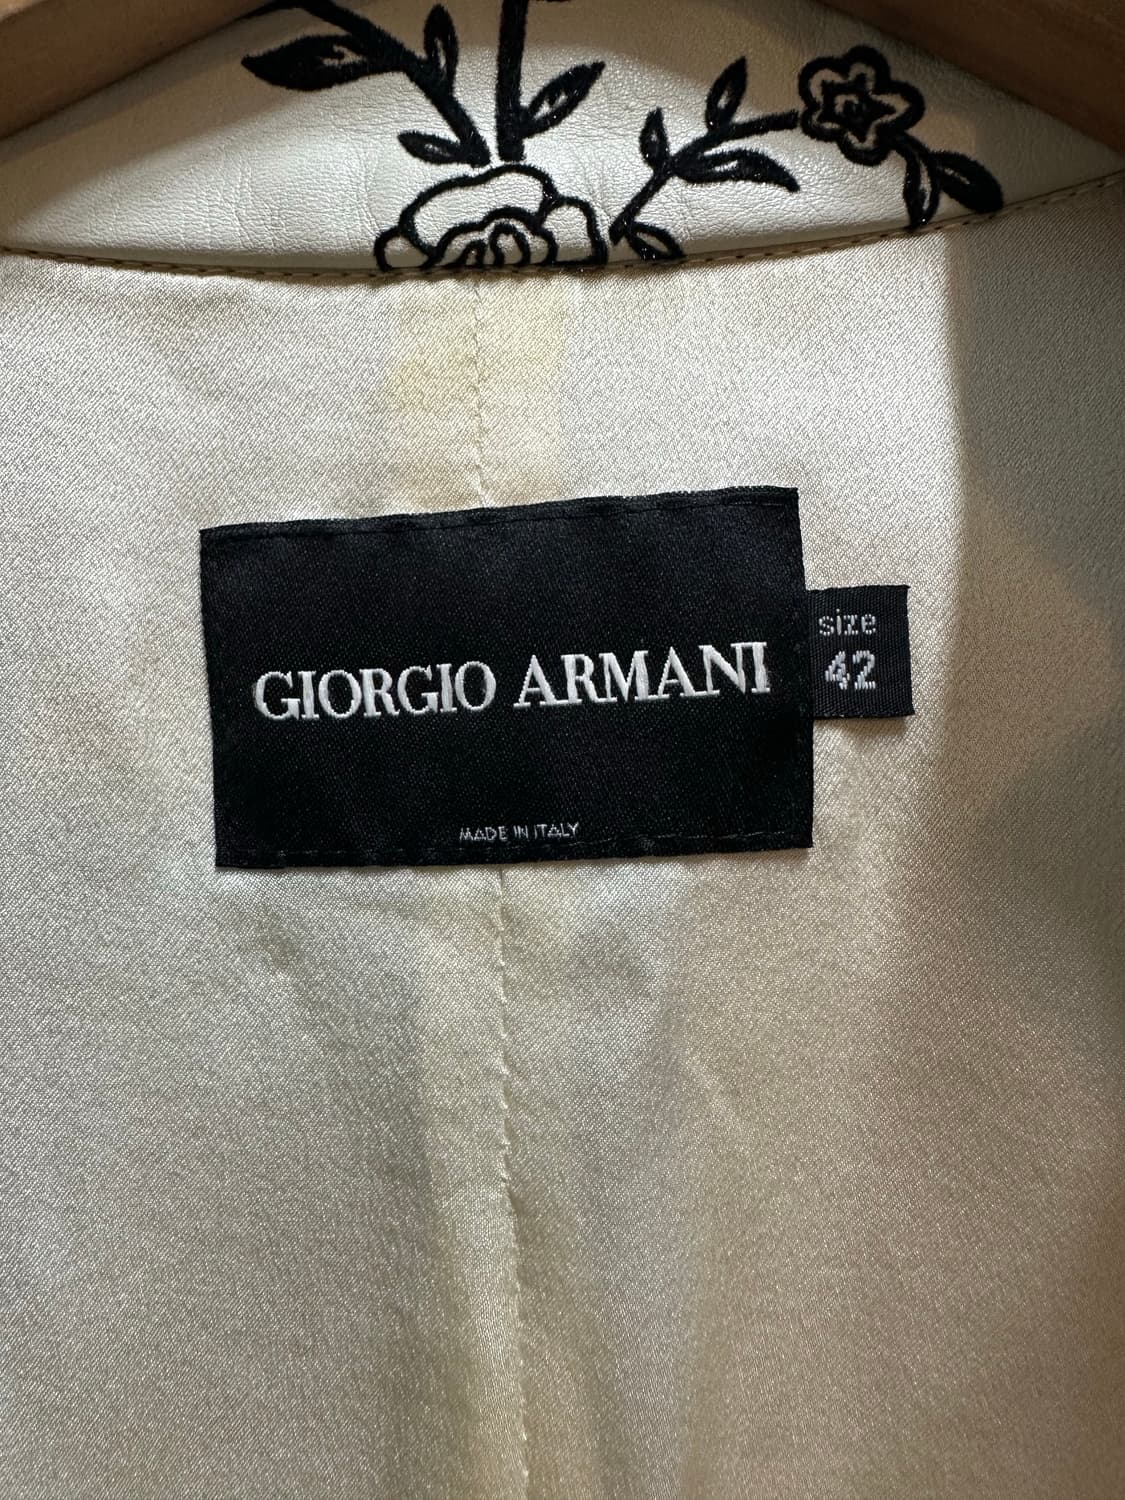 GIORGIO ARMANI
size
42
MADE IN ITALY